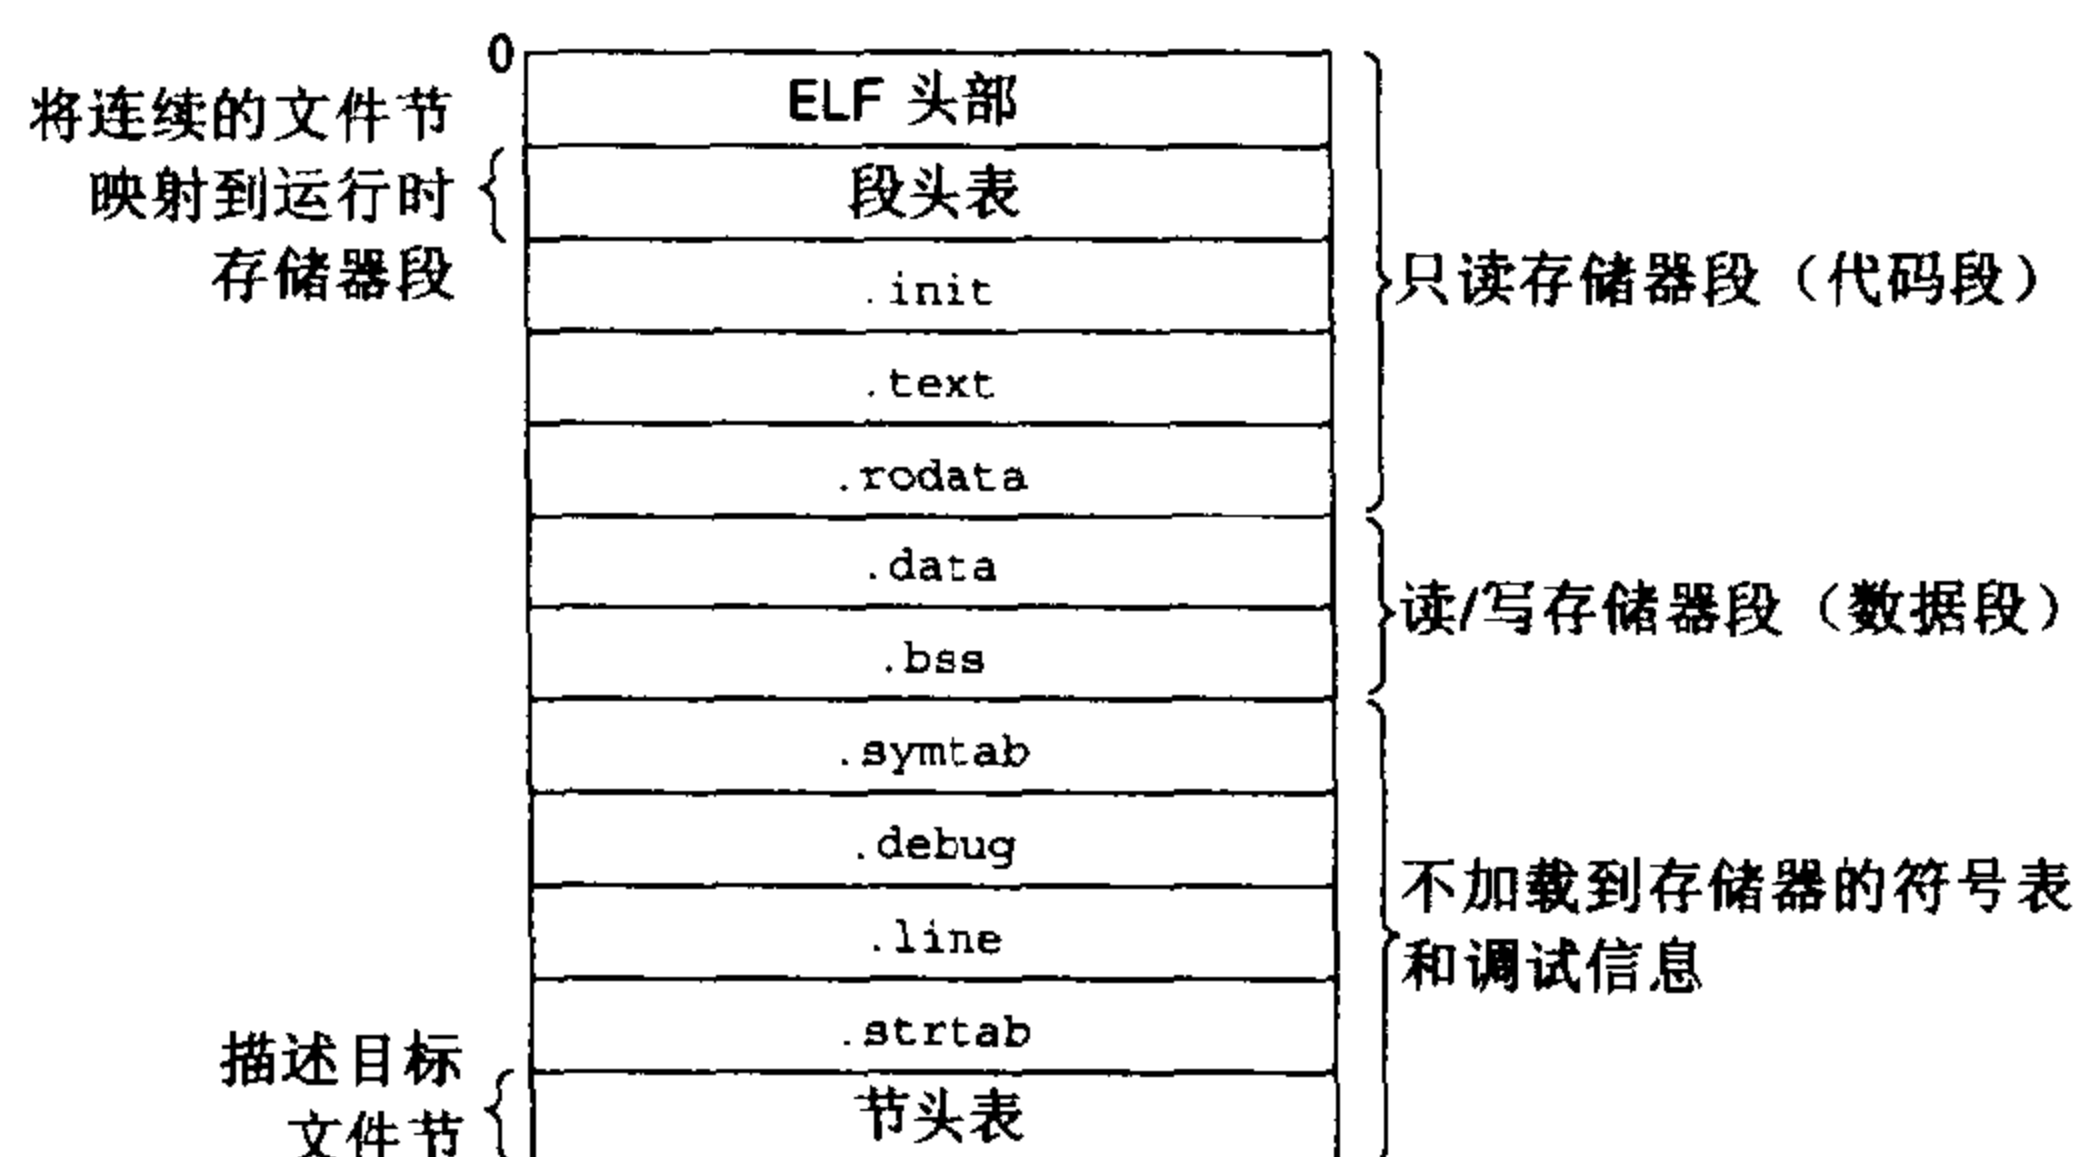 0
ELF 头部
将连续的文件节
映射到运行时
存储器段
段头表
.init
只读存储器段（代码段）
.text
.rodata
.data
读/写存储器段（数据段）
.bss
.symtab
.debug
不加载到存储器的符号表
和调试信息
.line
.strtab
描述目标
文件节
节头表